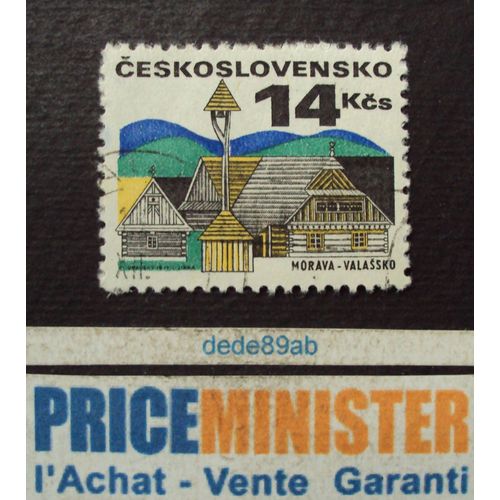 ČESKOSLOVENSKO
14 Kčs
MORAVA - VALAŠSKO
dede89ab
PRICEMINISTER
l'Achat - Vente Garanti